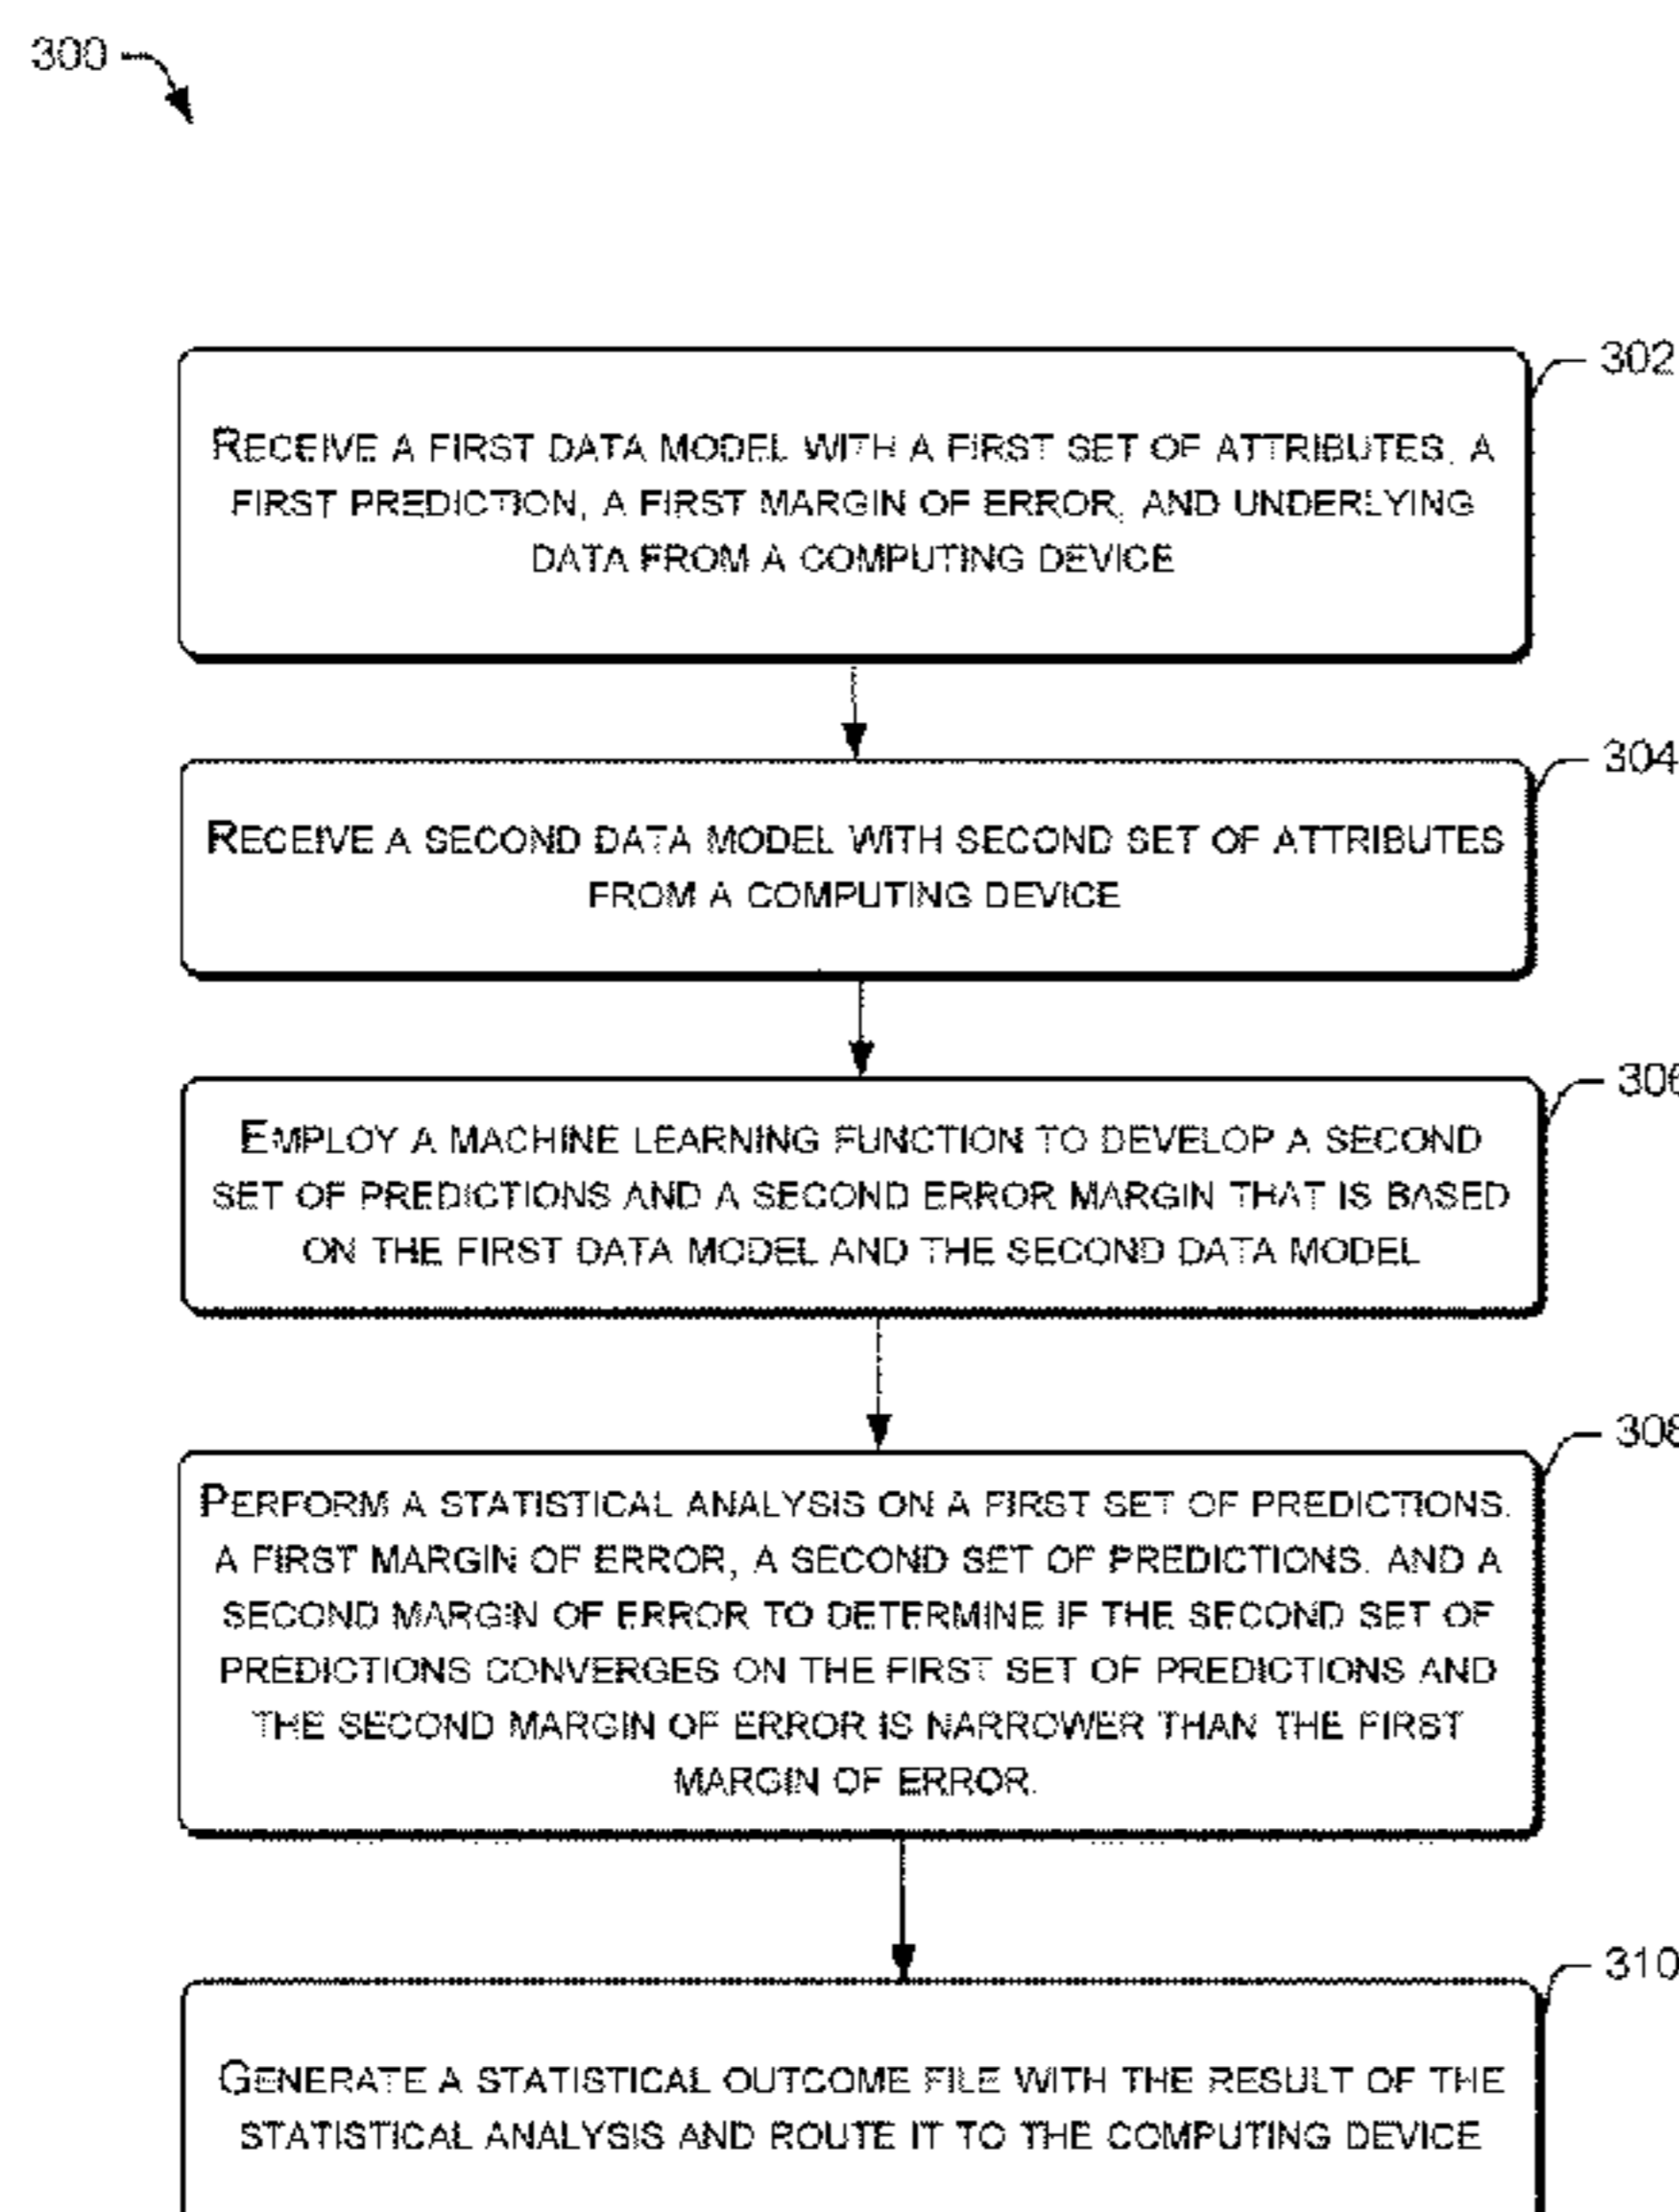 300
302
RECEIVE A FIRST DATA MODEL WITH A FIRST SET OF ATTRIBUTES, A
FIRST PREDICTION, A FIRST MARGIN OF ERROR, AND UNDERLYING
DATA FROM A COMPUTING DEVICE
304
RECEIVE A SECOND DATA MODEL WITH SECOND SET OF ATTRIBUTES
FROM A COMPUTING DEVICE
306
EMPLOY A MACHINE LEARNING FUNCTION TO DEVELOP A SECOND
SET OF PREDICTIONS AND A SECOND ERROR MARGIN THAT IS BASED
ON THE FIRST DATA MODEL AND THE SECOND DATA MODEL
308
PERFORM A STATISTICAL ANALYSIS ON A FIRST SET OF PREDICTIONS,
A FIRST MARGIN OF ERROR, A SECOND SET OF PREDICTIONS, AND A
SECOND MARGIN OF ERROR TO DETERMINE IF THE SECOND SET OF
PREDICTIONS CONVERGES ON THE FIRST SET OF PREDICTIONS AND
THE SECOND MARGIN OF ERROR IS NARROWER THAN THE FIRST
MARGIN OF ERROR.
310
GENERATE A STATISTICAL OUTCOME FILE WITH THE RESULT OF THE
STATISTICAL ANALYSIS AND ROUTE IT TO THE COMPUTING DEVICE